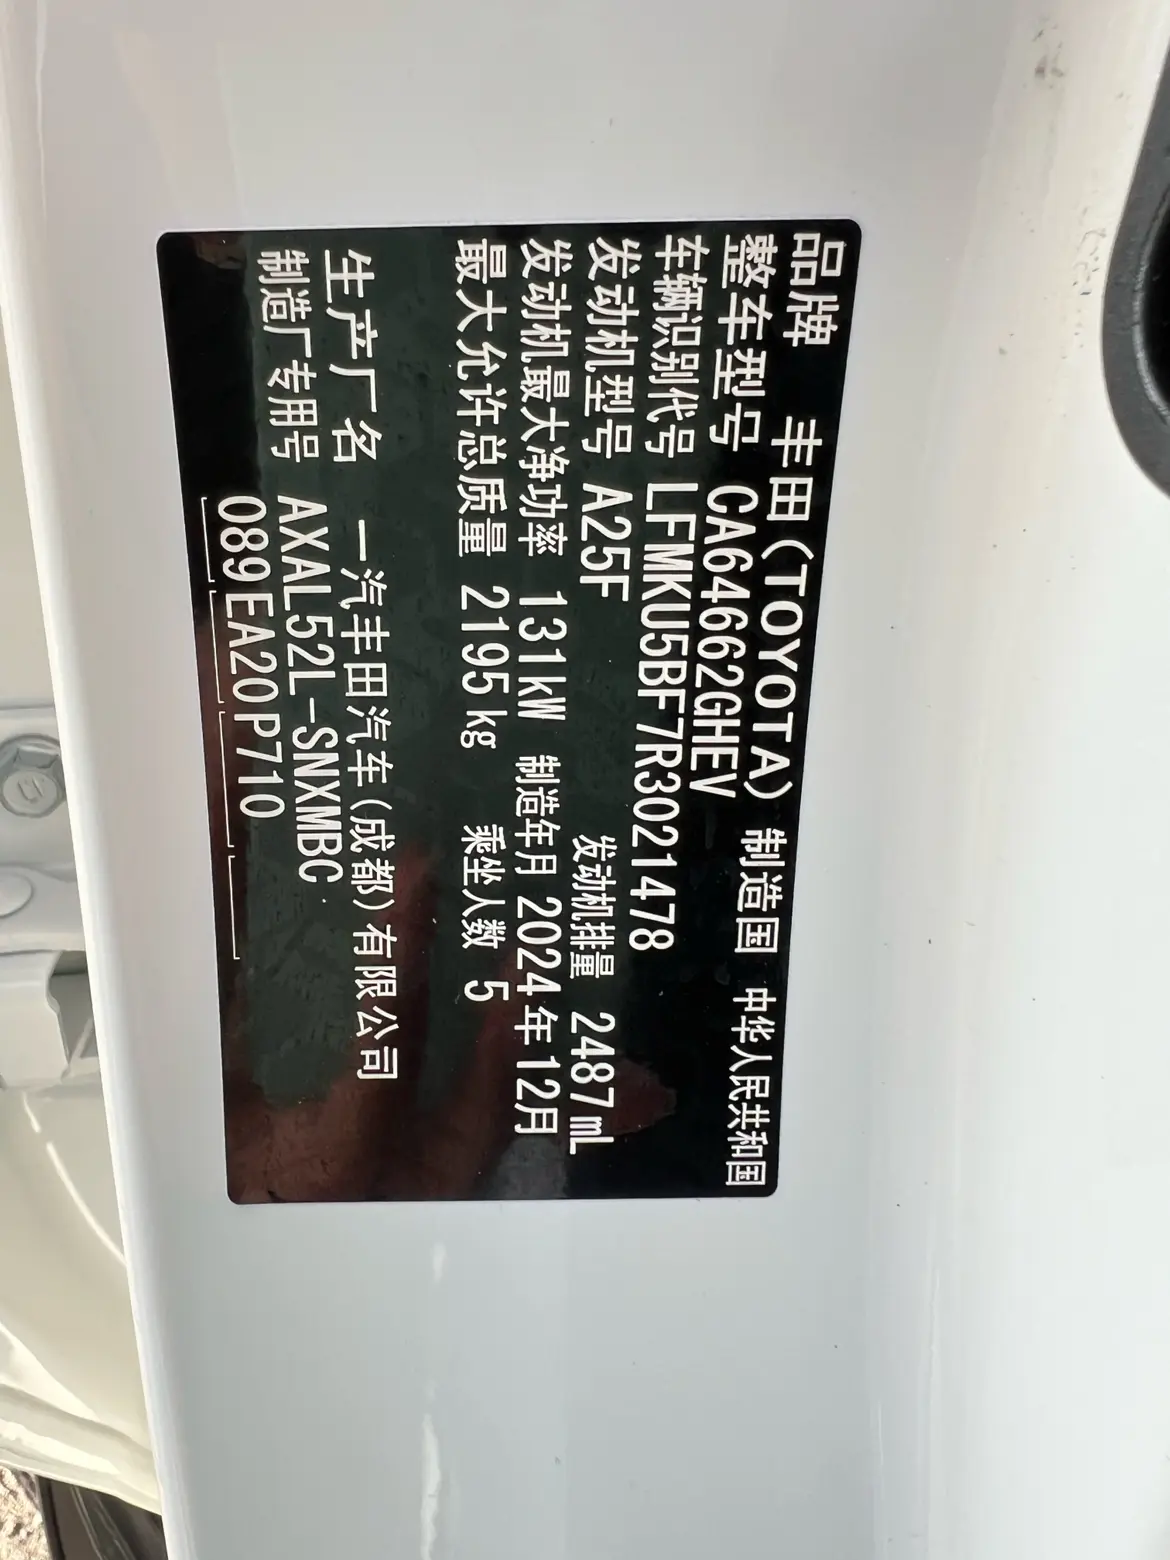 品牌 丰田(TOYOTA) 制造国 中华人民共和国
整车型号 CA64662GHEV
车辆识别代号 LFMKU5BF7R3021478
发动机型号 A25F 发动机排量 2487mL
发动机最大净功率 131kW 制造年月 2024年12月
最大允许总质量 2195kg 乘坐人数 5
生产厂名 一汽丰田汽车(成都)有限公司
制造厂专用号 AXAL52L-SNXMBC
089EA20P710